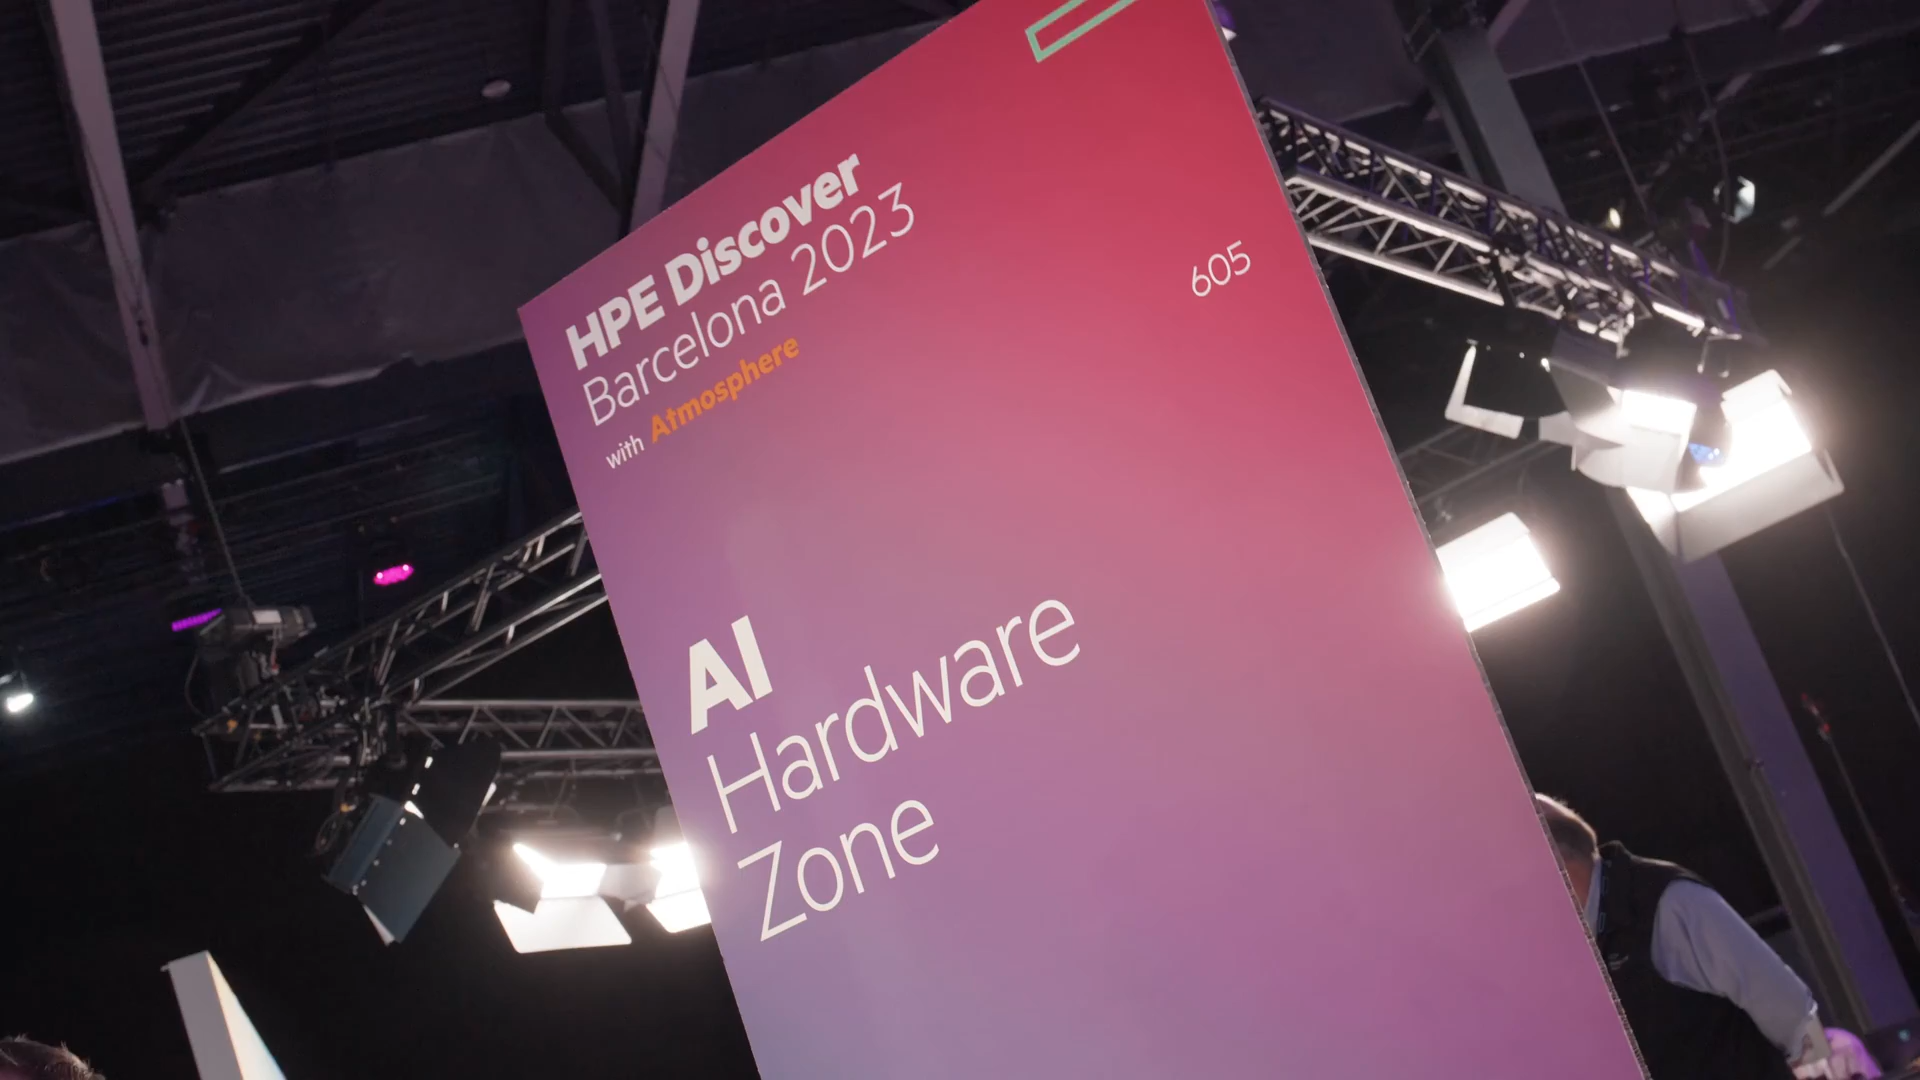 HPE Discover
Barcelona 2023
with Atmosphere
605
AI
Hardware
Zone